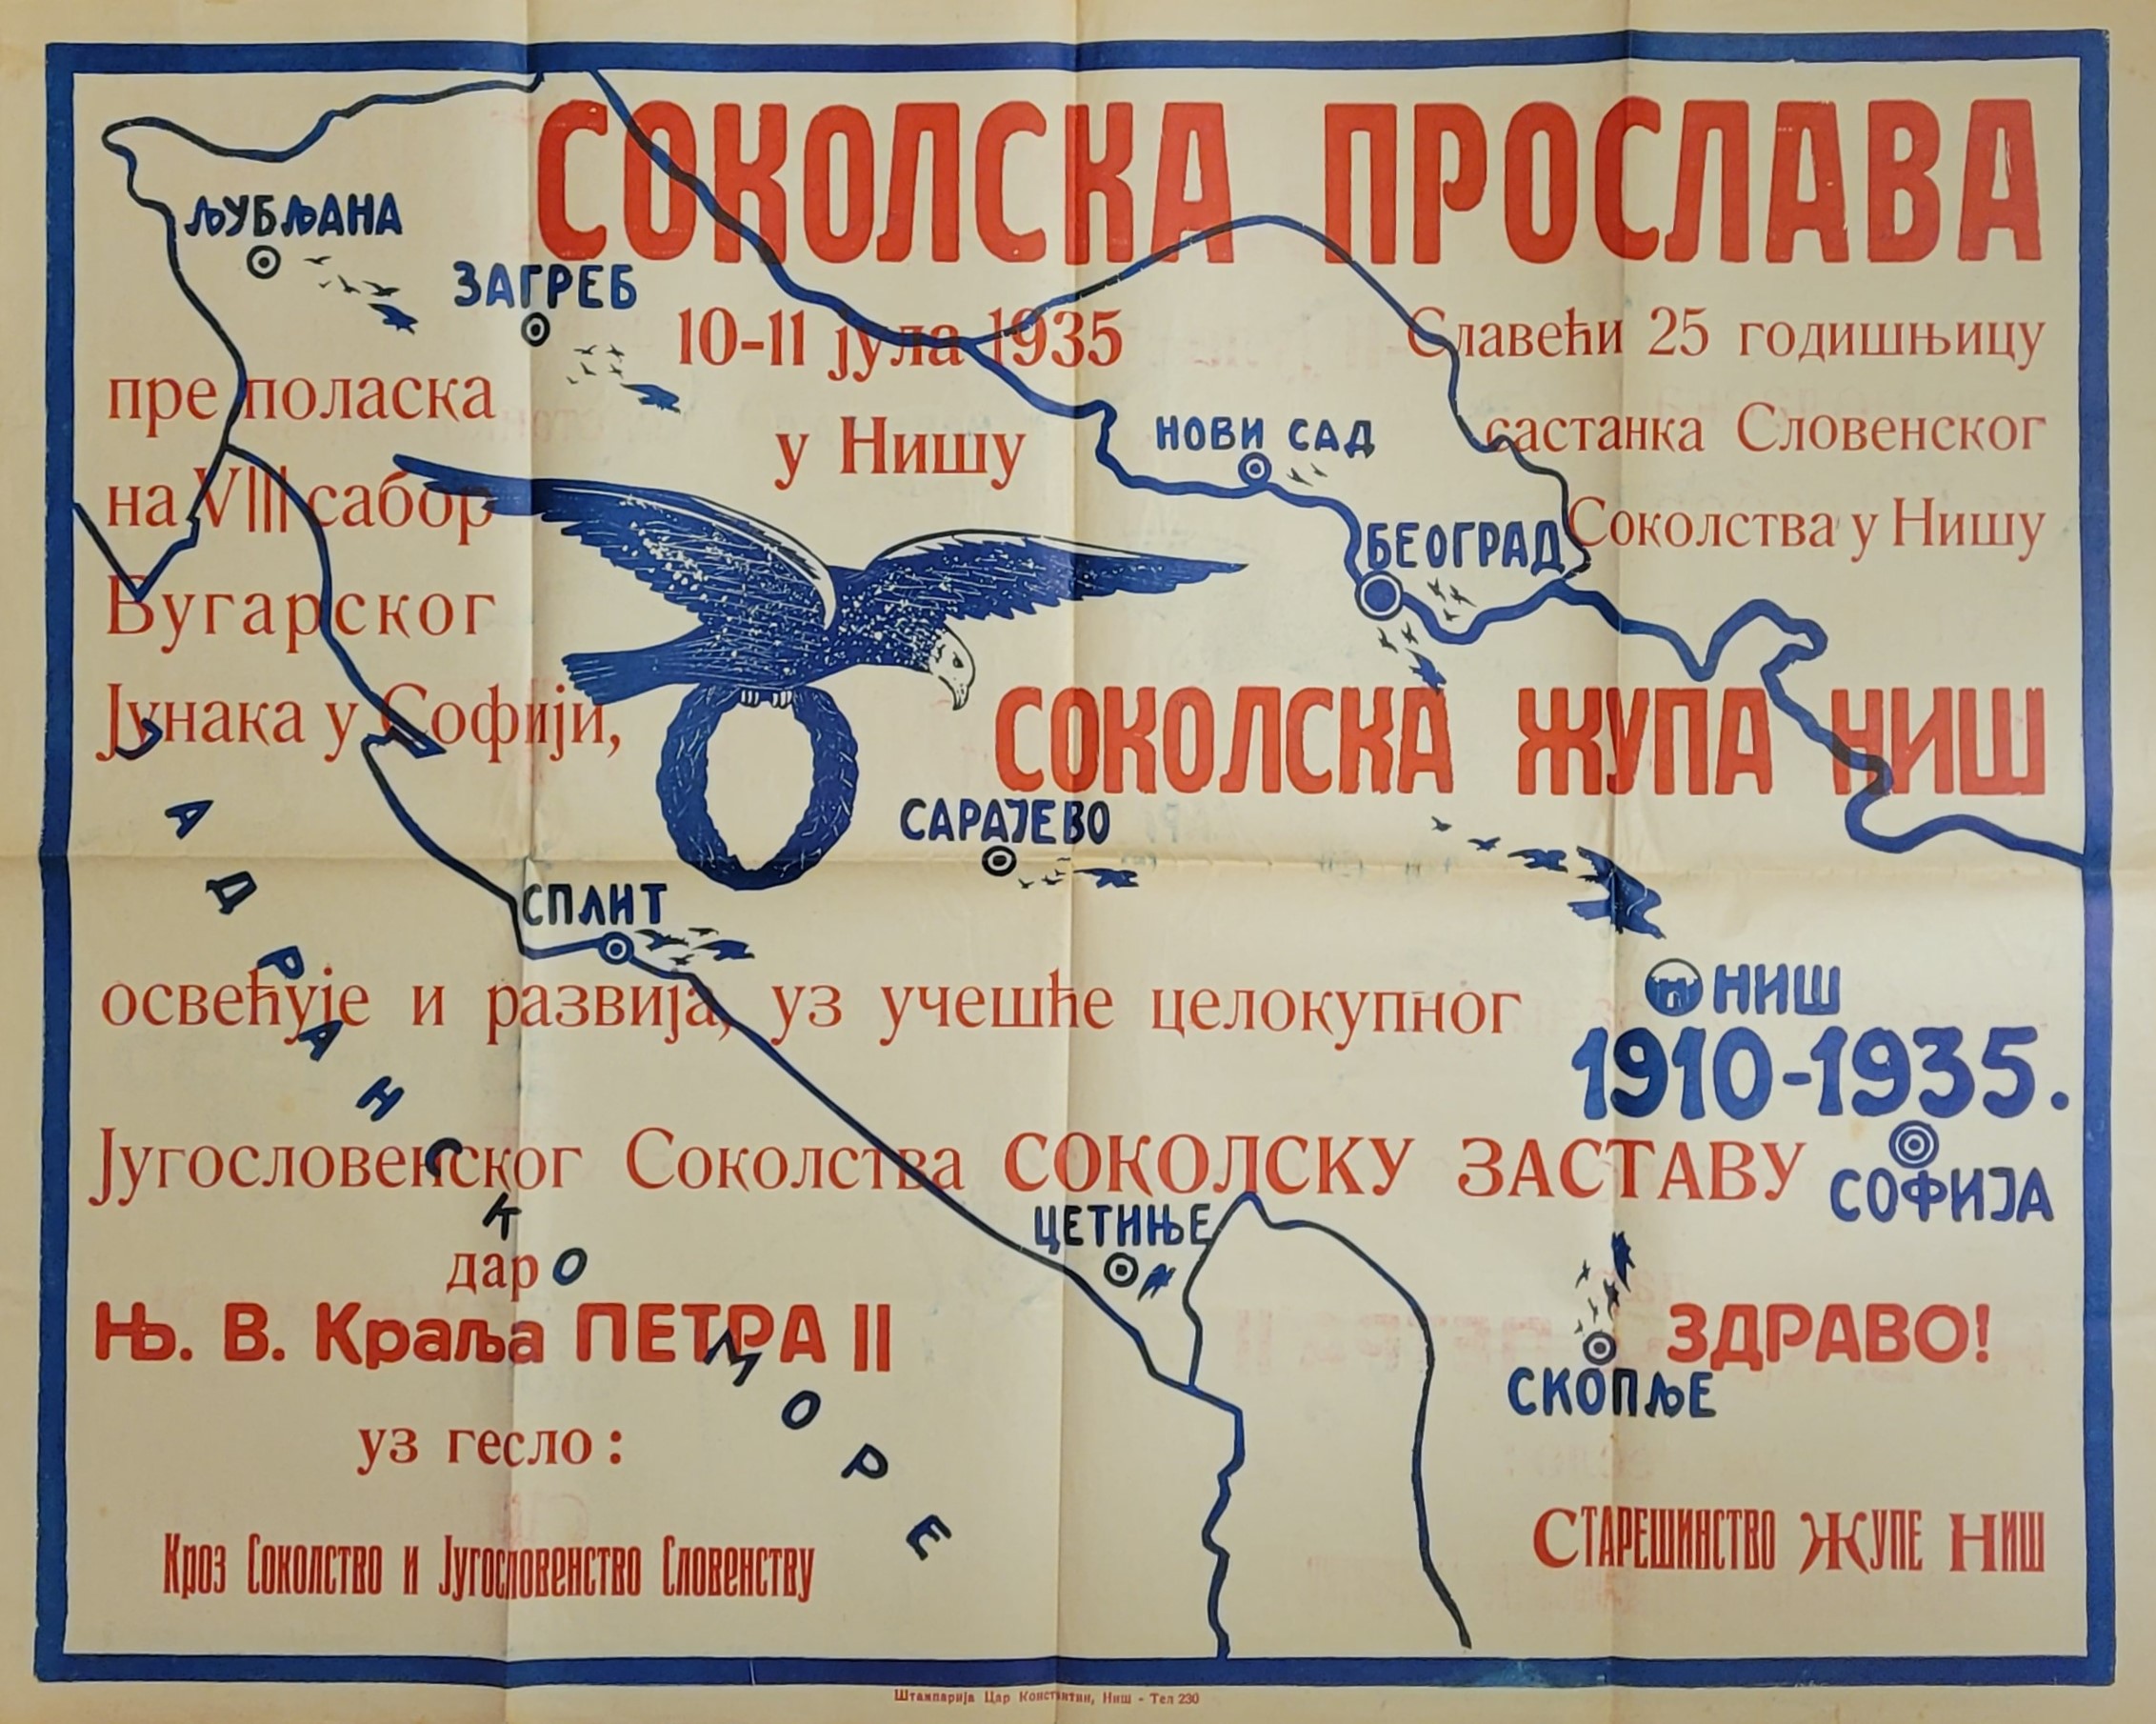 СОКОЛСКА ПРОСЛАВА
10-11 јула 1935
у Нишу
Славећи 25 годишњицу
састанка Словенског
Соколства у Нишу
пре поласка
на VIII сабор
Бугарског
Јунака у Софији,
СОКОЛСКА ЖУПА НИШ
освећује и развија, уз учешће целокупног
Југословенског Соколства СОКОЛСКУ ЗАСТАВУ
дар
Њ. В. Краља ПЕТРА II
уз гесло:
Кроз Соколство и Југословенство Словенству
ЗДРАВО!
СТАРЕШИНСТВО ЖУПЕ НИШ
ЉУБЉАНА
ЗАГРЕБ
НОВИ САД
БЕОГРАД
САРАЈЕВО
СПЛИТ
НИШ
1910-1935.
СОФИЈА
ЦЕТИЊЕ
СКОПЉЕ
ЈАДРАНСКО МОРЕ
Штампарија Цар Константин, Ниш - Тел 230